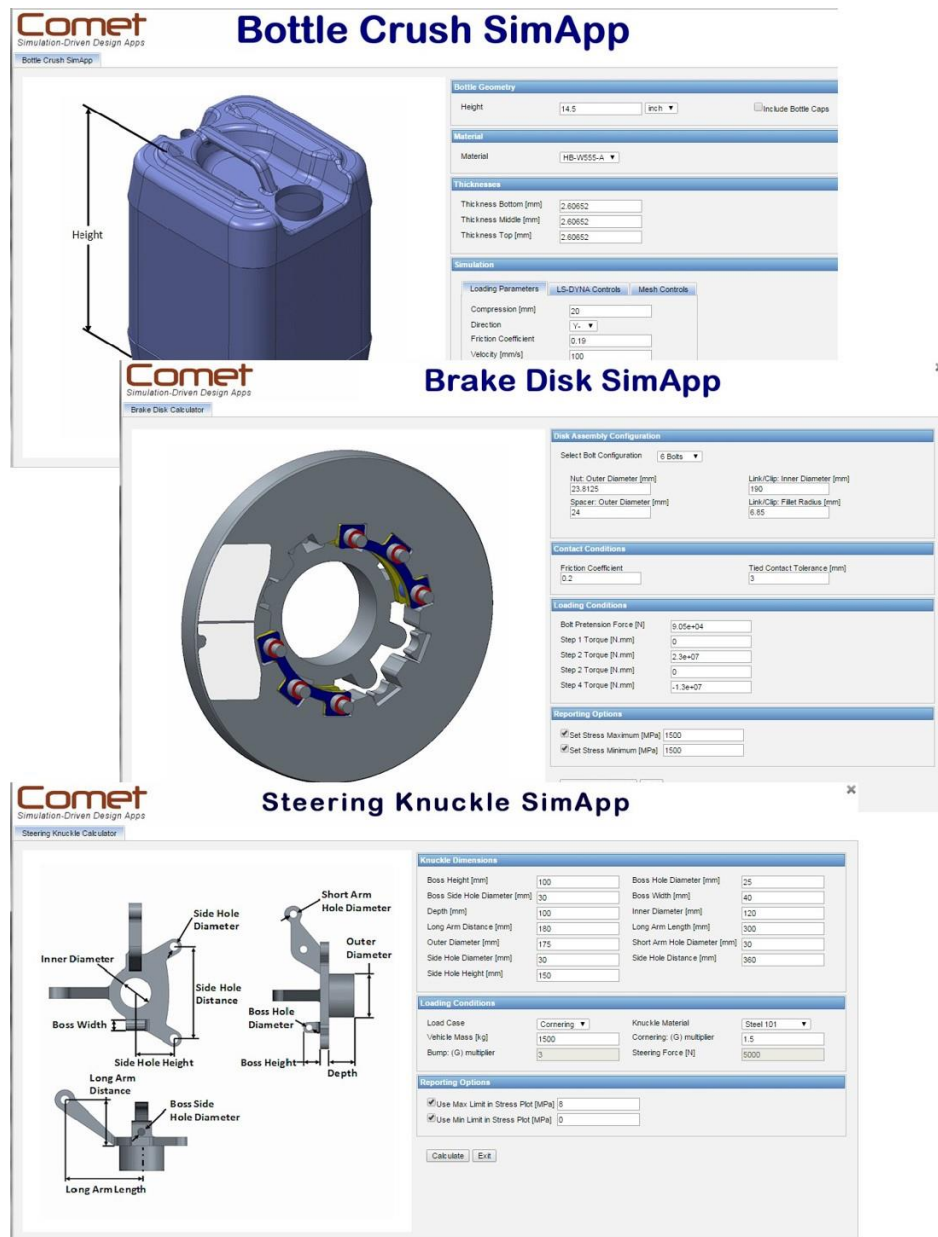 Comet
Simulation-Driven Design Apps
Bottle Crush SimApp
Bottle Crush SimApp
Height
Bottle Geometry
Height 14.5 inch Include Bottle Caps
Material
Material HB-W555-A
Thicknesses
Thickness Bottom [mm] 2.60652
Thickness Middle [mm] 2.60652
Thickness Top [mm] 2.60652
Simulation
Loading Parameters LS-DYNA Controls Mesh Controls
Compression [mm] 20
Direction Y-
Friction Coefficient 0.19
Velocity [mm/s] 100
Comet
Simulation-Driven Design Apps
Brake Disk SimApp
Brake Disk Calculator
Disk Assembly Configuration
Select Bolt Configuration 6 Bolts
Nut: Outer Diameter [mm] Link/Clip: Inner Diameter [mm]
23.8125 190
Spacer: Outer Diameter [mm] Link/Clip: Fillet Radius [mm]
24 6.85
Contact Conditions
Friction Coefficient Tied Contact Tolerance [mm]
0.2 3
Loading Conditions
Bolt Pretension Force [N] 9.05e+04
Step 1 Torque [N.mm] 0
Step 2 Torque [N.mm] 2.3e+07
Step 2 Torque [N.mm] 0
Step 4 Torque [N.mm] -1.3e+07
Reporting Options
Set Stress Maximum [MPa] 1500
Set Stress Minimum [MPa] 1500
Comet
Simulation-Driven Design Apps
Steering Knuckle SimApp
Steering Knuckle Calculator
Short Arm
Hole Diameter
Side Hole
Diameter
Outer
Diameter
Inner Diameter
Side Hole
Distance
Boss Hole
Diameter
Boss Width
Side Hole Height
Boss Height
Depth
Long Arm
Distance
Boss Side
Hole Diameter
Long Arm Length
Knuckle Dimensions
Boss Height [mm] 100 Boss Hole Diameter [mm] 25
Boss Side Hole Diameter [mm] 30 Boss Width [mm] 40
Depth [mm] 100 Inner Diameter [mm] 120
Long Arm Distance [mm] 180 Long Arm Length [mm] 300
Outer Diameter [mm] 175 Short Arm Hole Diameter [mm] 30
Side Hole Diameter [mm] 30 Side Hole Distance [mm] 360
Side Hole Height [mm] 150
Loading Conditions
Load Case Cornering Knuckle Material Steel 101
Vehicle Mass [kg] 1500 Cornering: (G) multiplier 1.5
Bump: (G) multiplier 3 Steering Force [N] 5000
Reporting Options
Use Max Limit in Stress Plot [MPa] 8
Use Min Limit in Stress Plot [MPa] 0
Calculate Exit